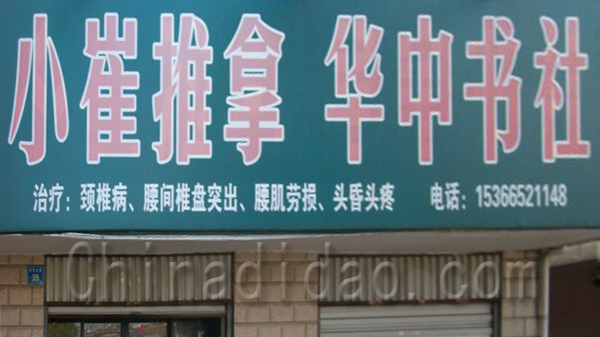 小崔推拿 华中书社
治疗：颈椎病、腰间椎盘突出、腰肌劳损、头昏头疼 电话：15366521148
Chinadidao.com